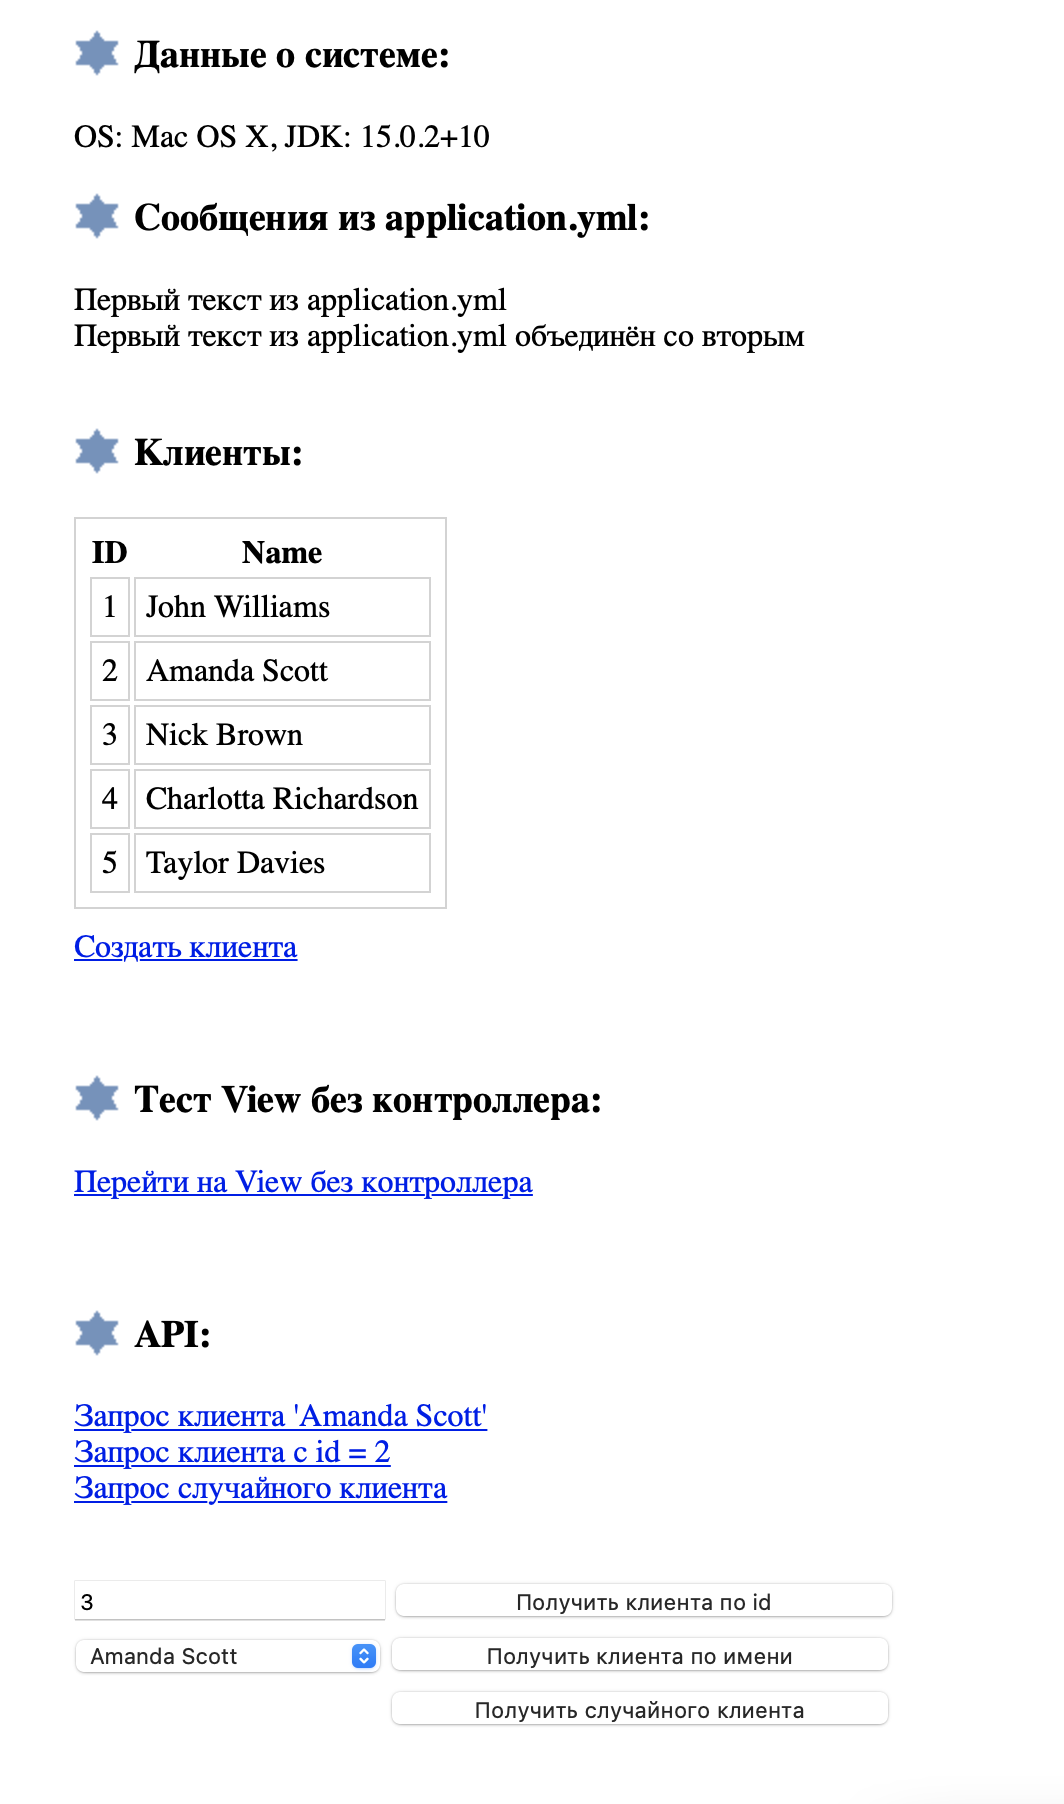 Данные о системе:
OS: Mac OS X, JDK: 15.0.2+10
Сообщения из application.yml:
Первый текст из application.yml
Первый текст из application.yml объединён со вторым
Клиенты:
ID Name
1 John Williams
2 Amanda Scott
3 Nick Brown
4 Charlotta Richardson
5 Taylor Davies
Создать клиента
Тест View без контроллера:
Перейти на View без контроллера
API:
Запрос клиента 'Amanda Scott'
Запрос клиента с id = 2
Запрос случайного клиента
3 Получить клиента по id
Amanda Scott Получить клиента по имени
Получить случайного клиента